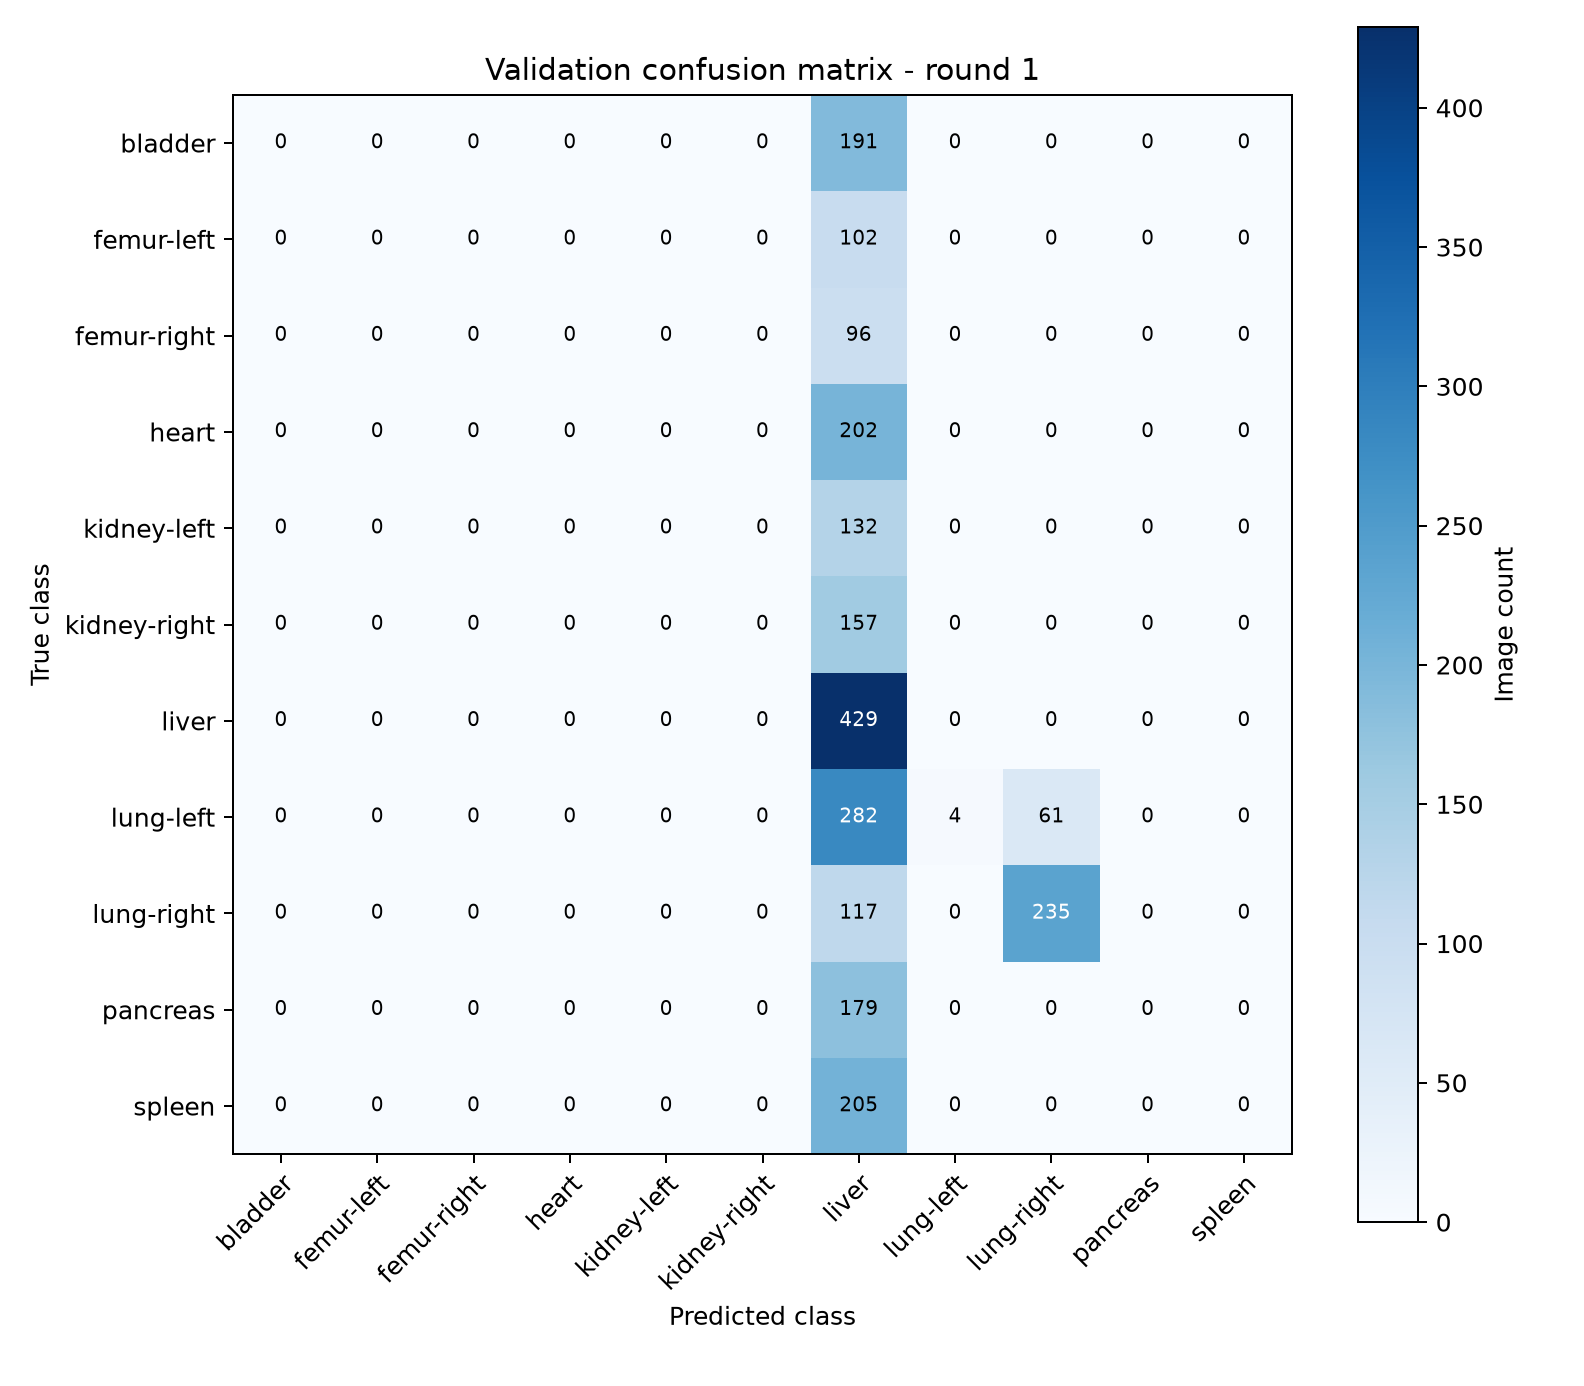 Validation confusion matrix - round 1
True class
bladder 0 0 0 0 0 0 191 0 0 0 0
femur-left 0 0 0 0 0 0 102 0 0 0 0
femur-right 0 0 0 0 0 0 96 0 0 0 0
heart 0 0 0 0 0 0 202 0 0 0 0
kidney-left 0 0 0 0 0 0 132 0 0 0 0
kidney-right 0 0 0 0 0 0 157 0 0 0 0
liver 0 0 0 0 0 0 429 0 0 0 0
lung-left 0 0 0 0 0 0 282 4 61 0 0
lung-right 0 0 0 0 0 0 117 0 235 0 0
pancreas 0 0 0 0 0 0 179 0 0 0 0
spleen 0 0 0 0 0 0 205 0 0 0 0
bladder femur-left femur-right heart kidney-left kidney-right liver lung-left lung-right pancreas spleen
Predicted class
400
350
300
250
200
150
100
50
0
Image count